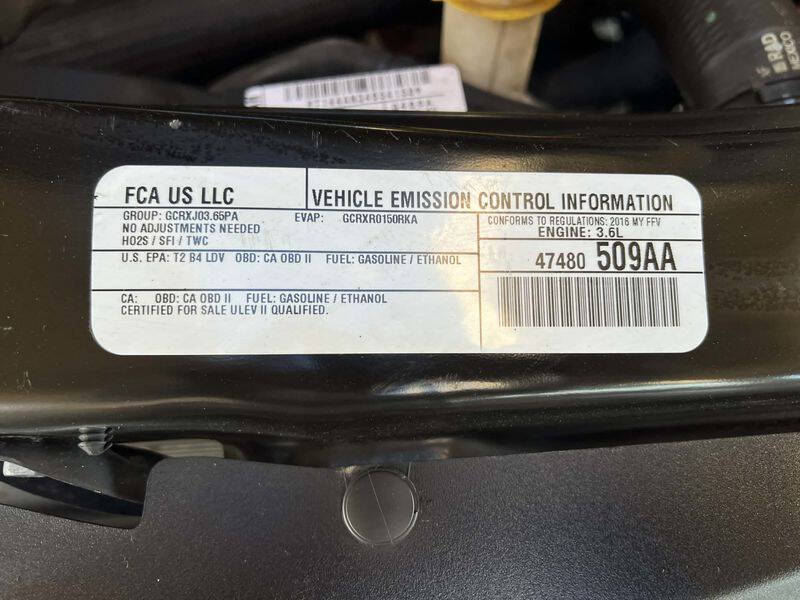 RAD
MEXICO
FCA US LLC
VEHICLE EMISSION CONTROL INFORMATION
GROUP: GCRXJ03.65PA EVAP: GCRXR0150RKA
CONFORMS TO REGULATIONS: 2016 MY FFV
NO ADJUSTMENTS NEEDED
ENGINE: 3.6L
HO2S / SFI / TWC
U.S. EPA: T2 B4 LDV OBD: CA OBD II FUEL: GASOLINE / ETHANOL
47480 509AA
CA: OBD: CA OBD II FUEL: GASOLINE / ETHANOL
CERTIFIED FOR SALE ULEV II QUALIFIED.